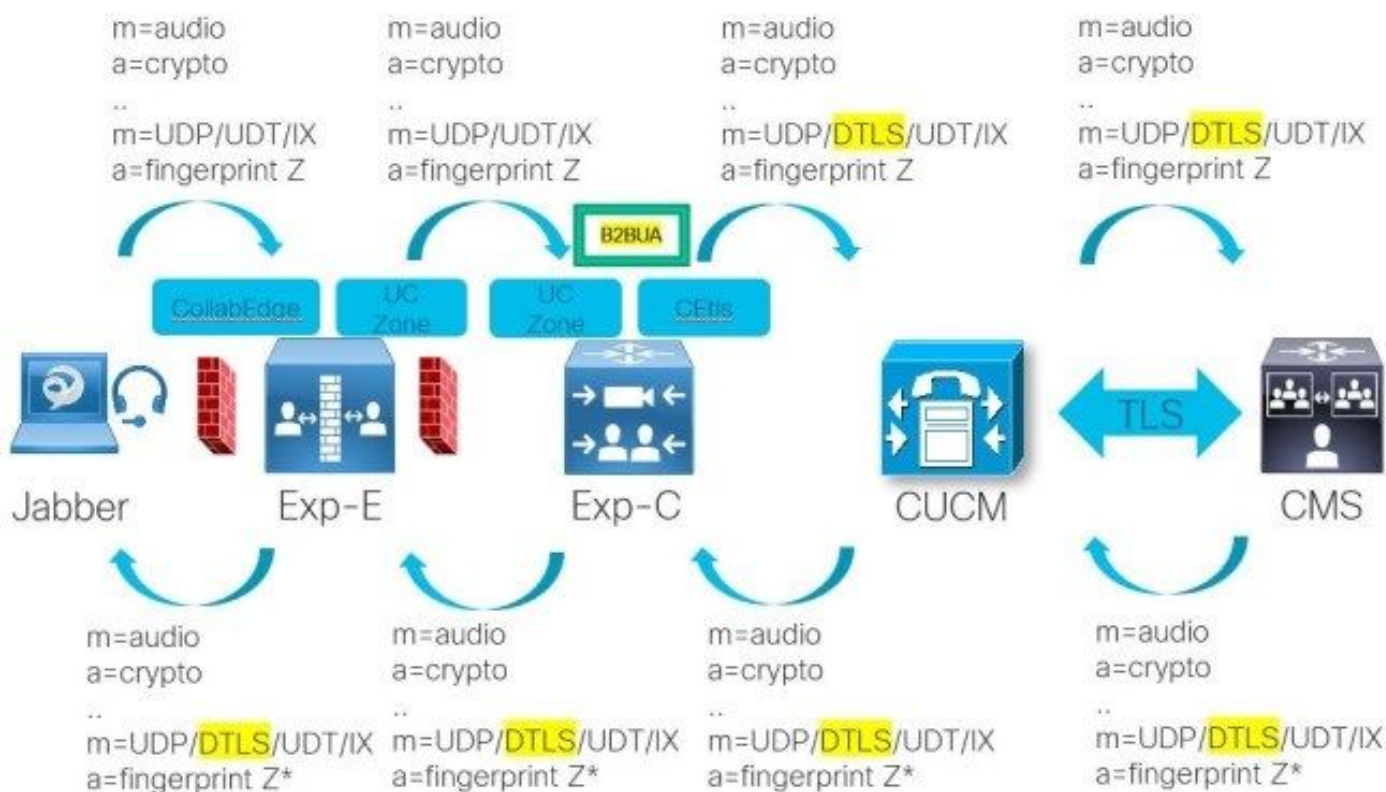 m=audio
a=crypto
..
m=UDP/UDT/IX
a=fingerprint Z
m=audio
a=crypto
..
m=UDP/UDT/IX
a=fingerprint Z
m=audio
a=crypto
..
m=UDP/DTLS/UDT/IX
a=fingerprint Z
m=audio
a=crypto
..
m=UDP/DTLS/UDT/IX
a=fingerprint Z
B2BUA
CollabEdge
UC
Zone
UC
Zone
CEtls
TLS
Jabber
Exp-E
Exp-C
CUCM
CMS
m=audio
a=crypto
..
m=UDP/DTLS/UDT/IX
a=fingerprint Z*
m=audio
a=crypto
..
m=UDP/DTLS/UDT/IX
a=fingerprint Z*
m=audio
a=crypto
..
m=UDP/DTLS/UDT/IX
a=fingerprint Z*
m=audio
a=crypto
..
m=UDP/DTLS/UDT/IX
a=fingerprint Z*